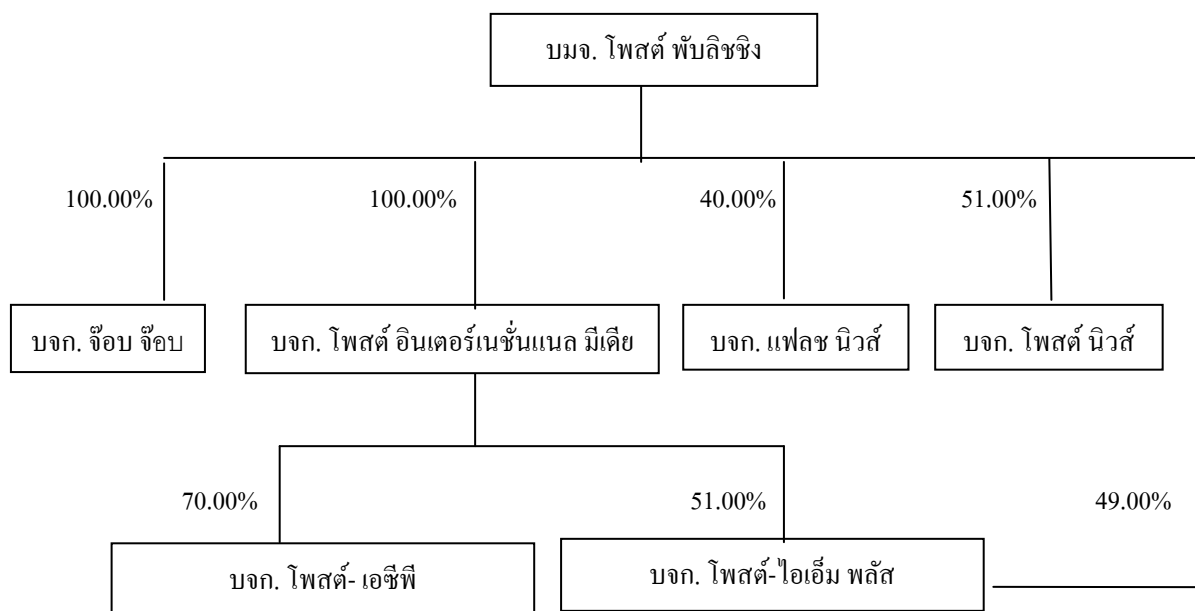 บมจ. โพสต์ พับลิชชิง
100.00% 100.00% 40.00% 51.00%
บจก. จ๊อบ จ๊อบ บจก. โพสต์ อินเตอร์เนชั่นแนล มีเดีย บจก. แฟลช นิวส์ บจก. โพสต์ นิวส์
70.00% 51.00% 49.00%
บจก. โพสต์- เอซีพี บจก. โพสต์-ไอเอ็ม พลัส